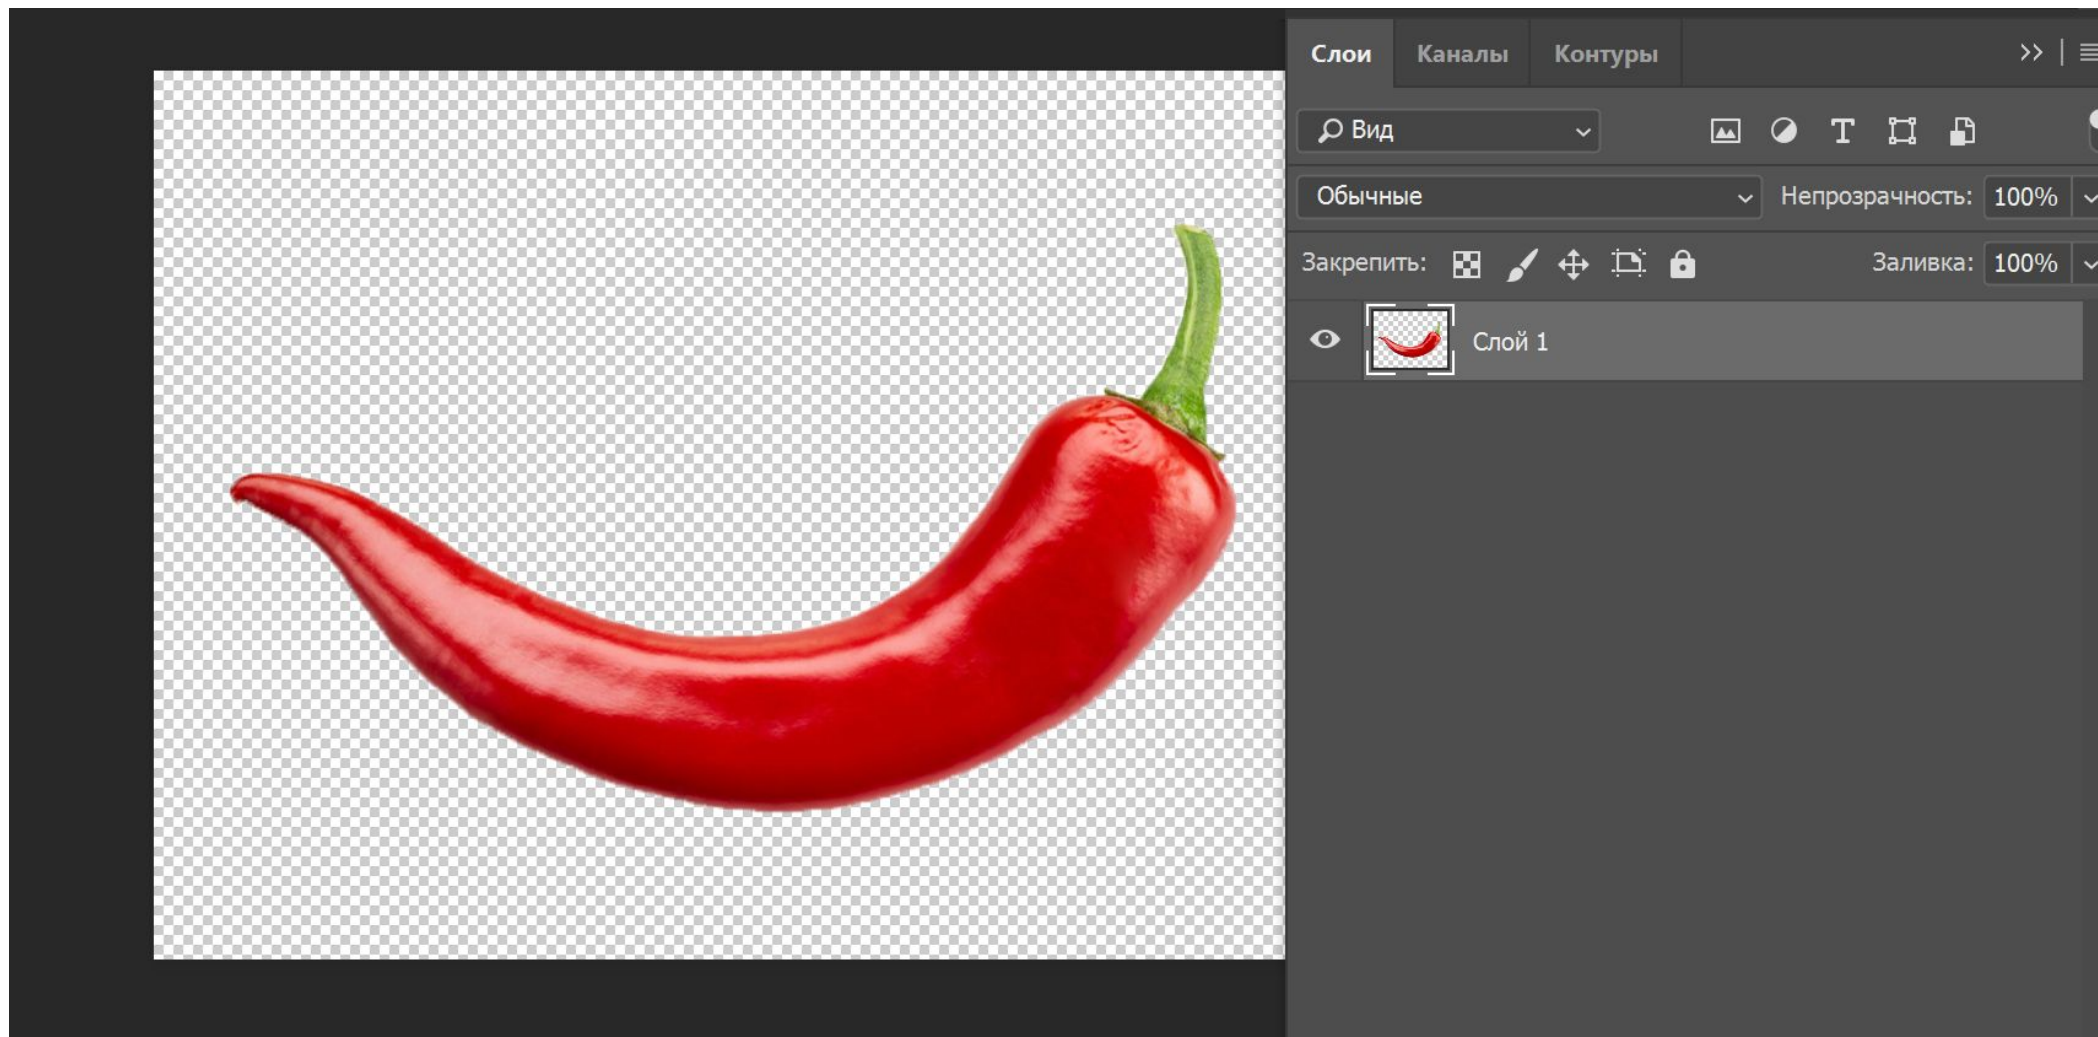 Слои Каналы Контуры
Вид
Обычные Непрозрачность: 100%
Закрепить: Заливка: 100%
Слой 1